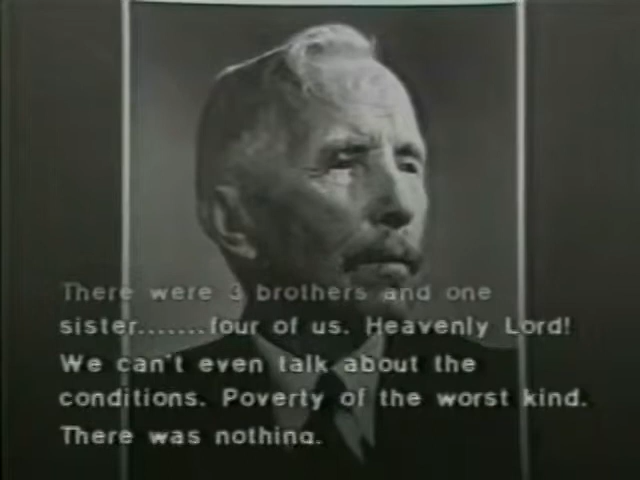 There were 3 brothers and one
sister.......four of us. Heavenly Lord!
We can't even talk about the
conditions. Poverty of the worst kind.
There was nothing.